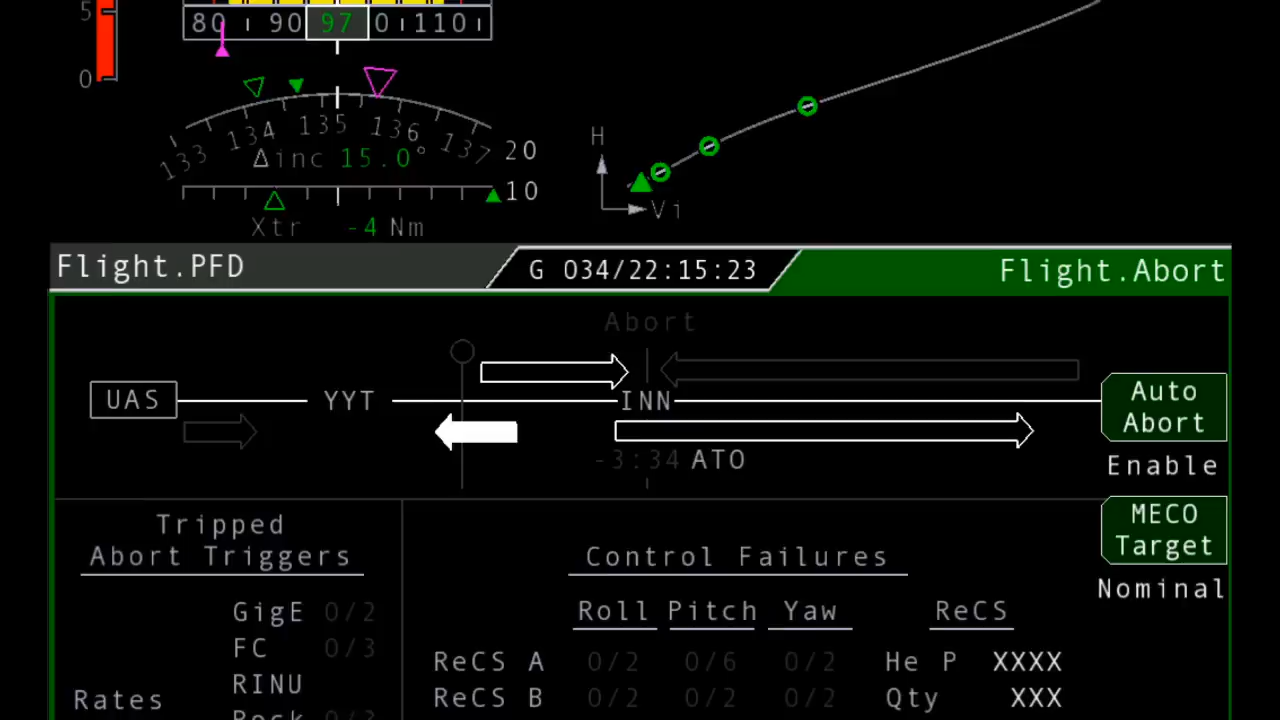 5
80 90 97 0 110
0
133 134 135 136 137
Δinc 15.0° 20
10
Xtr -4 Nm
H
Vi
Flight.PFD G 034/22:15:23 Flight.Abort
Abort
UAS YYT INN
-3:34 ATO
Auto
Abort
Enable
MECO
Target
Nominal
Tripped
Abort Triggers
GigE 0/2
FC 0/3
RINU
Rates
Control Failures
Roll Pitch Yaw ReCS
ReCS A 0/2 0/6 0/2 He P XXXX
ReCS B 0/2 0/2 0/2 Qty XXX